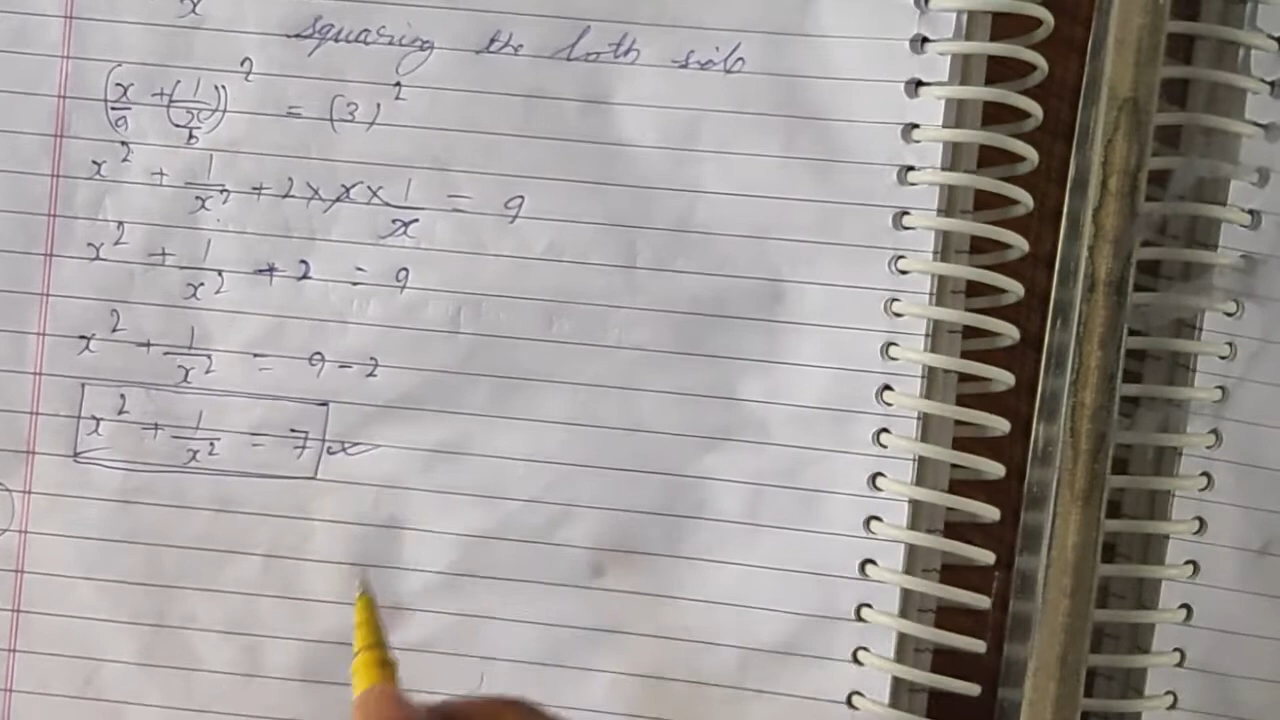 x
squaring the both side
(x/a + (1/x/b))² = (3)²
x² + 1/x² + 2 × x × 1/x = 9
x² + 1/x² + 2 = 9
x² + 1/x² = 9 - 2
x² + 1/x² = 7